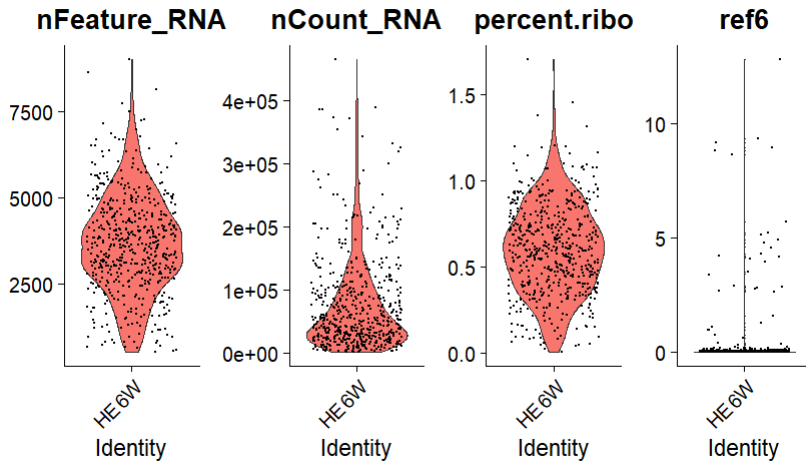 nFeature_RNA nCount_RNA percent.ribo ref6
7500
5000
2500
4e+05
3e+05
2e+05
1e+05
0e+00
1.5
1.0
0.5
0.0
10
5
0
HE6W HE6W HE6W HE6W
Identity Identity Identity Identity